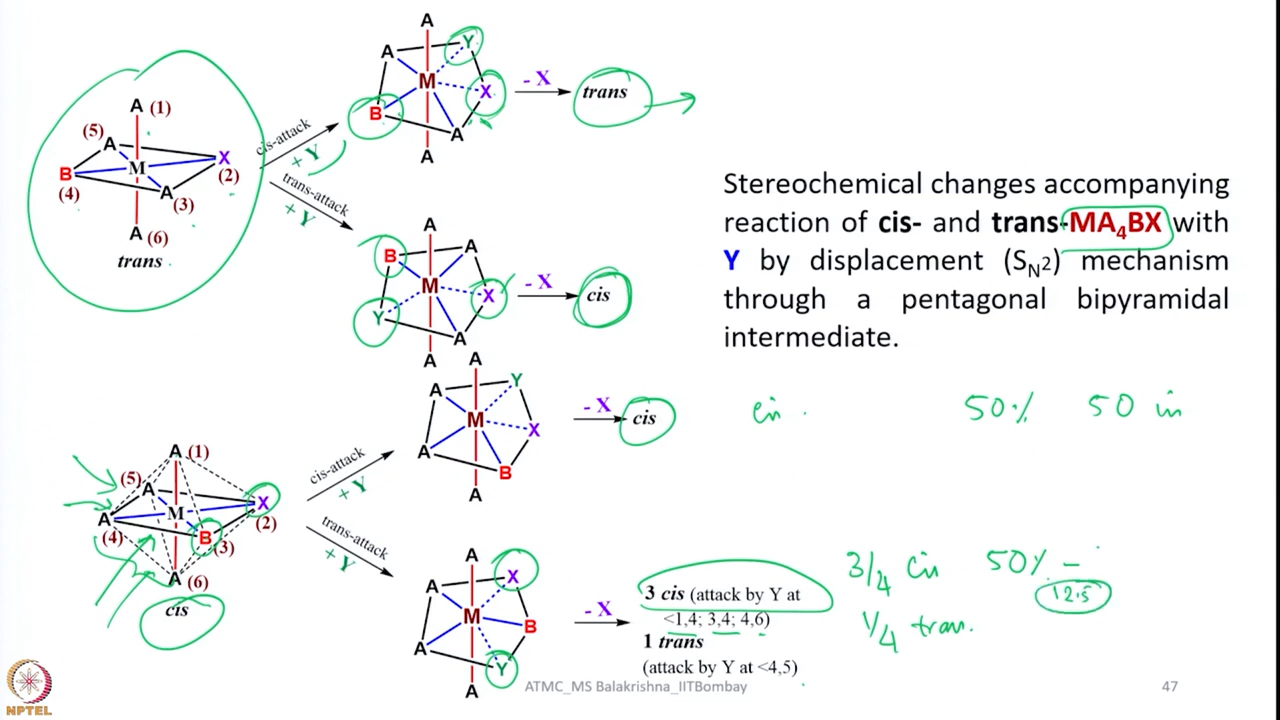 A (1)
(5)
A
X
(2)
B
(4)
M
A
(3)
A (6)
trans
cis-attack
+ Y
trans-attack
+ Y
A
A
Y
M
X
B
A
A
- X
trans
A
B
A
M
X
Y
A
A
- X
cis
Stereochemical changes accompanying
reaction of cis- and trans-MA4BX with
Y by displacement (SN2) mechanism
through a pentagonal bipyramidal
intermediate.
A (1)
(5)
A
X
(2)
A
(4)
M
B
(3)
A (6)
cis
cis-attack
+ Y
trans-attack
+ Y
A
A
Y
M
X
A
B
A
- X
cis
50% 50 in
A
A
X
M
B
A
Y
A
- X
3 cis (attack by Y at
<1,4; 3,4; 4,6)
1 trans
(attack by Y at <4,5)
3/4 cis 50% -
12.5
1/4 tran.
NPTEL
ATMC_MS Balakrishna_IITBombay
47